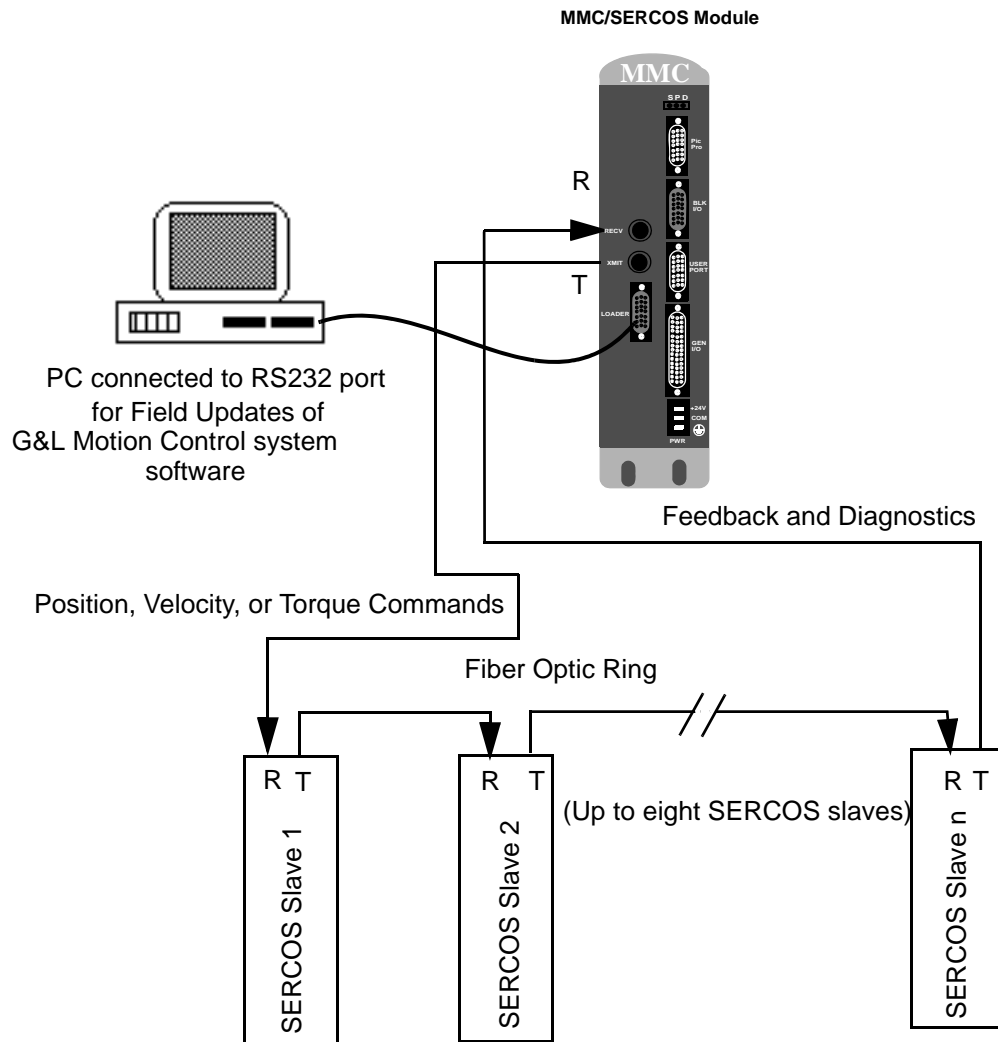 MMC/SERCOS Module
MMC
S P D
Pic
Pro
R
BLK
I/O
RECV
XMIT
USER
PORT
T
LOADER
GEN
I/O
PC connected to RS232 port
for Field Updates of
G&L Motion Control system
software
+24V
COM
PWR
Feedback and Diagnostics
Position, Velocity, or Torque Commands
Fiber Optic Ring
R T
R T
R T
(Up to eight SERCOS slaves)
SERCOS Slave 1
SERCOS Slave 2
SERCOS Slave n